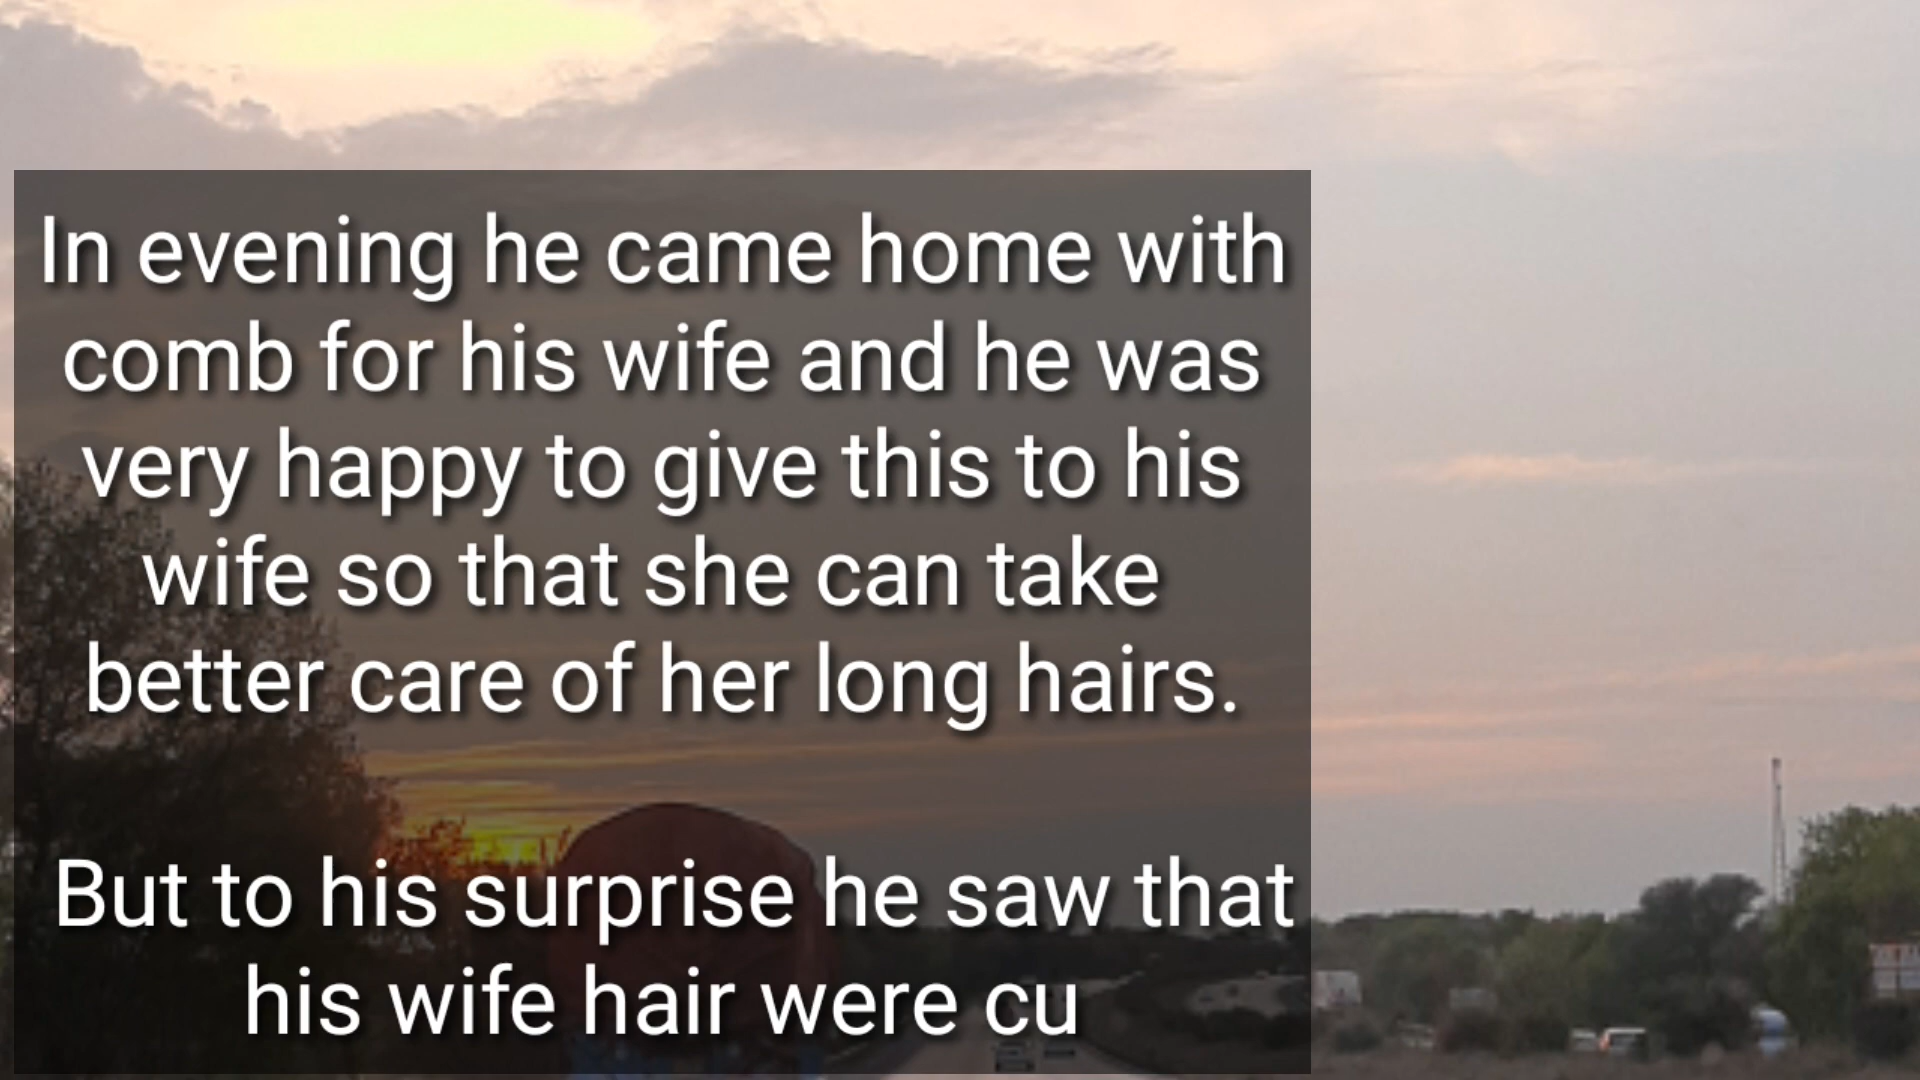 In evening he came home with
comb for his wife and he was
very happy to give this to his
wife so that she can take
better care of her long hairs.
But to his surprise he saw that
his wife hair were cu